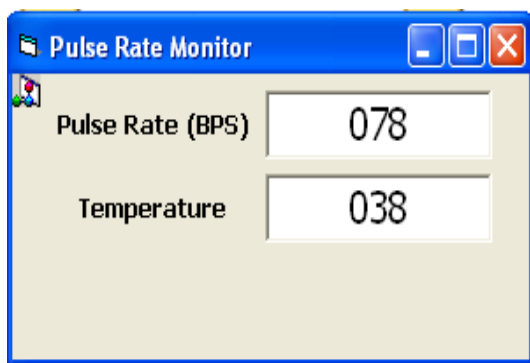 Pulse Rate Monitor
Pulse Rate (BPS) 078
Temperature 038